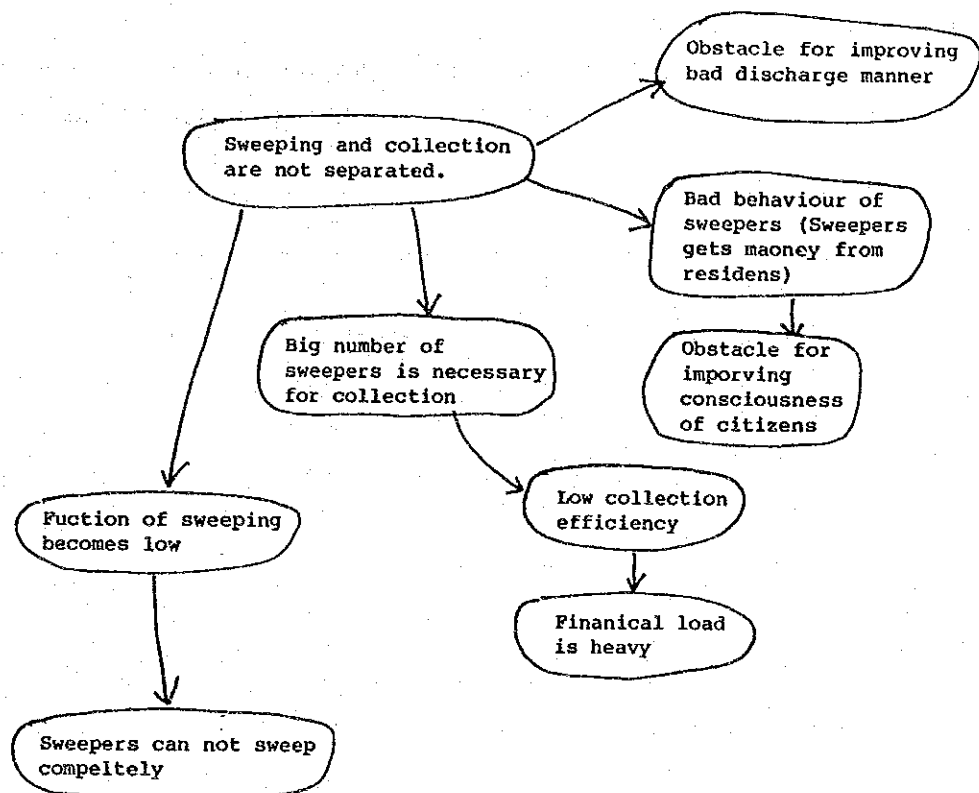 Obstacle for improving
bad discharge manner
Sweeping and collection
are not separated.
Bad behaviour of
sweepers (Sweepers
gets maoney from
residens)
Big number of
sweepers is necessary
for collection
Obstacle for
imporving
consciousness
of citizens
Low collection
efficiency
Fuction of sweeping
becomes low
Finanical load
is heavy
Sweepers can not sweep
compeltely